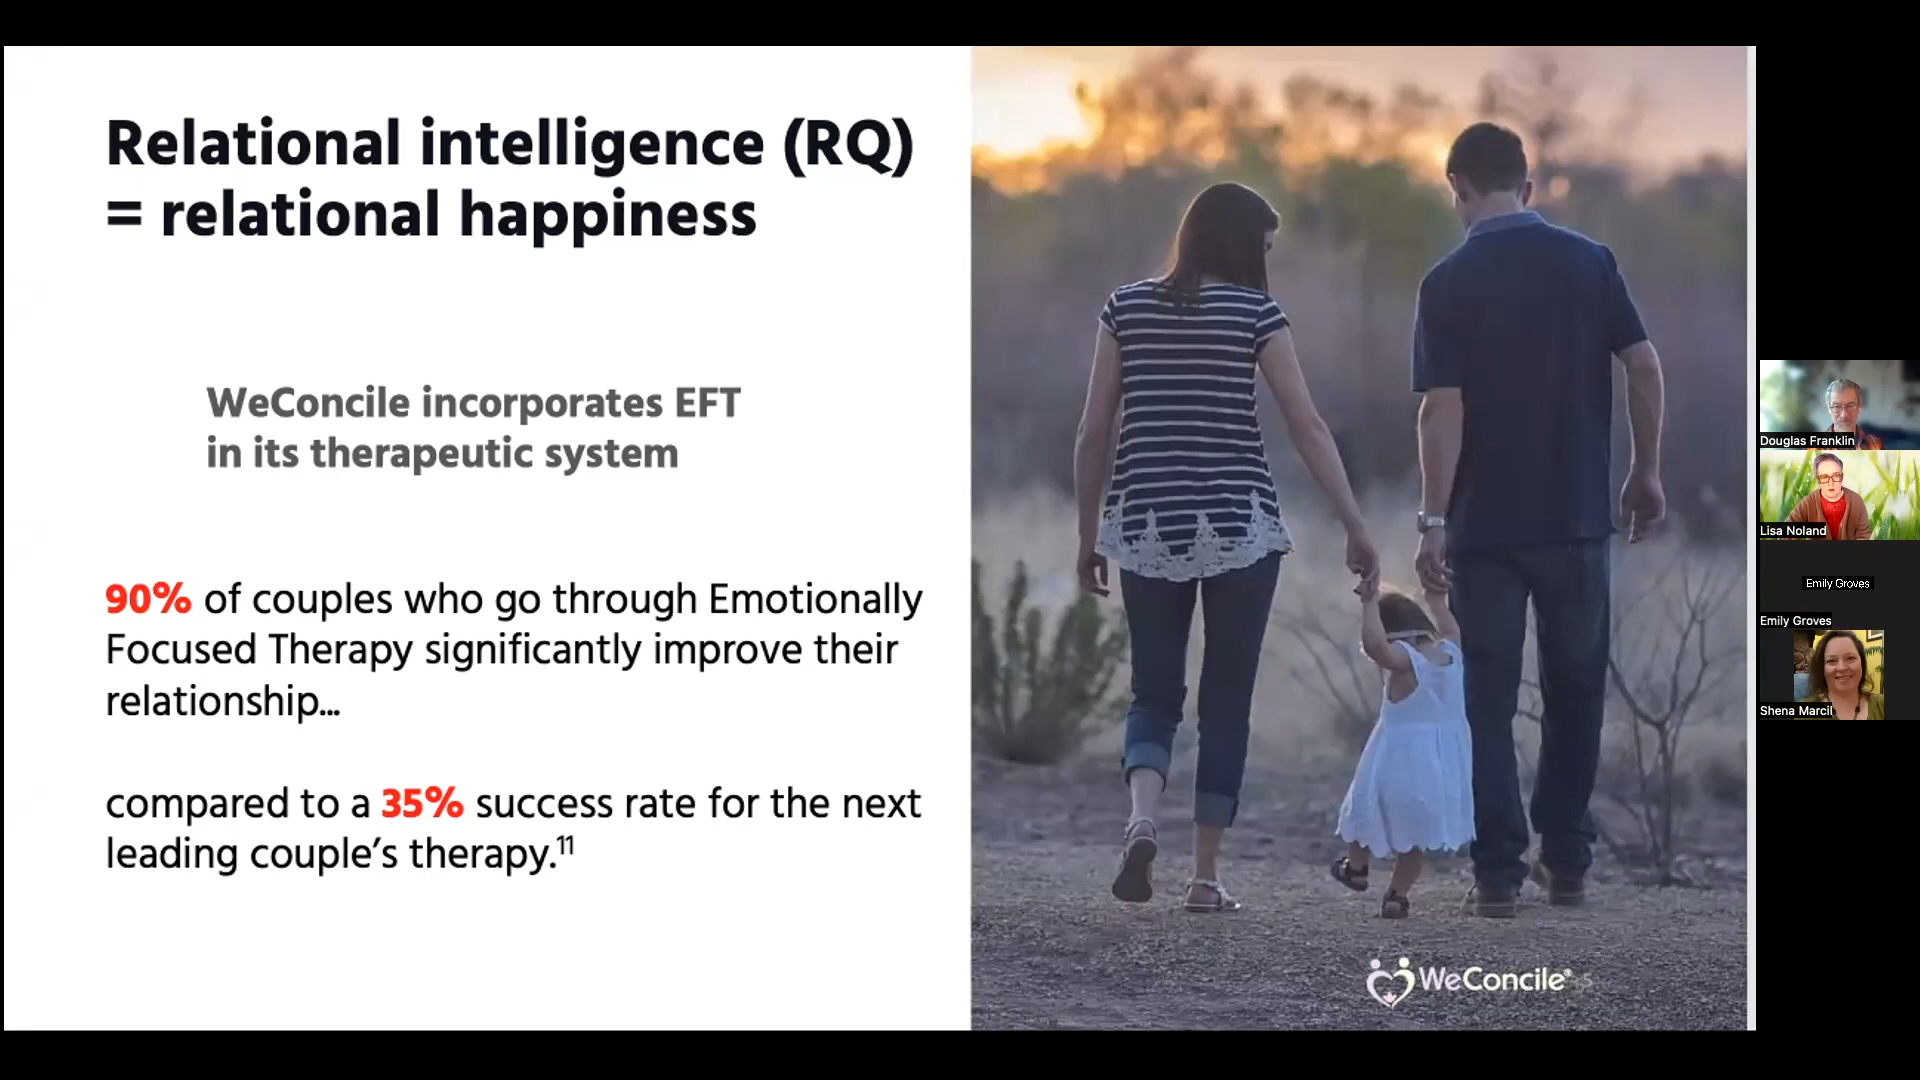 Relational intelligence (RQ)
= relational happiness
WeConcile incorporates EFT
in its therapeutic system
90% of couples who go through Emotionally
Focused Therapy significantly improve their
relationship...
compared to a 35% success rate for the next
leading couple's therapy.11
WeConcile®
Douglas Franklin
Lisa Noland
Emily Groves
Emily Groves
Shena Marcil